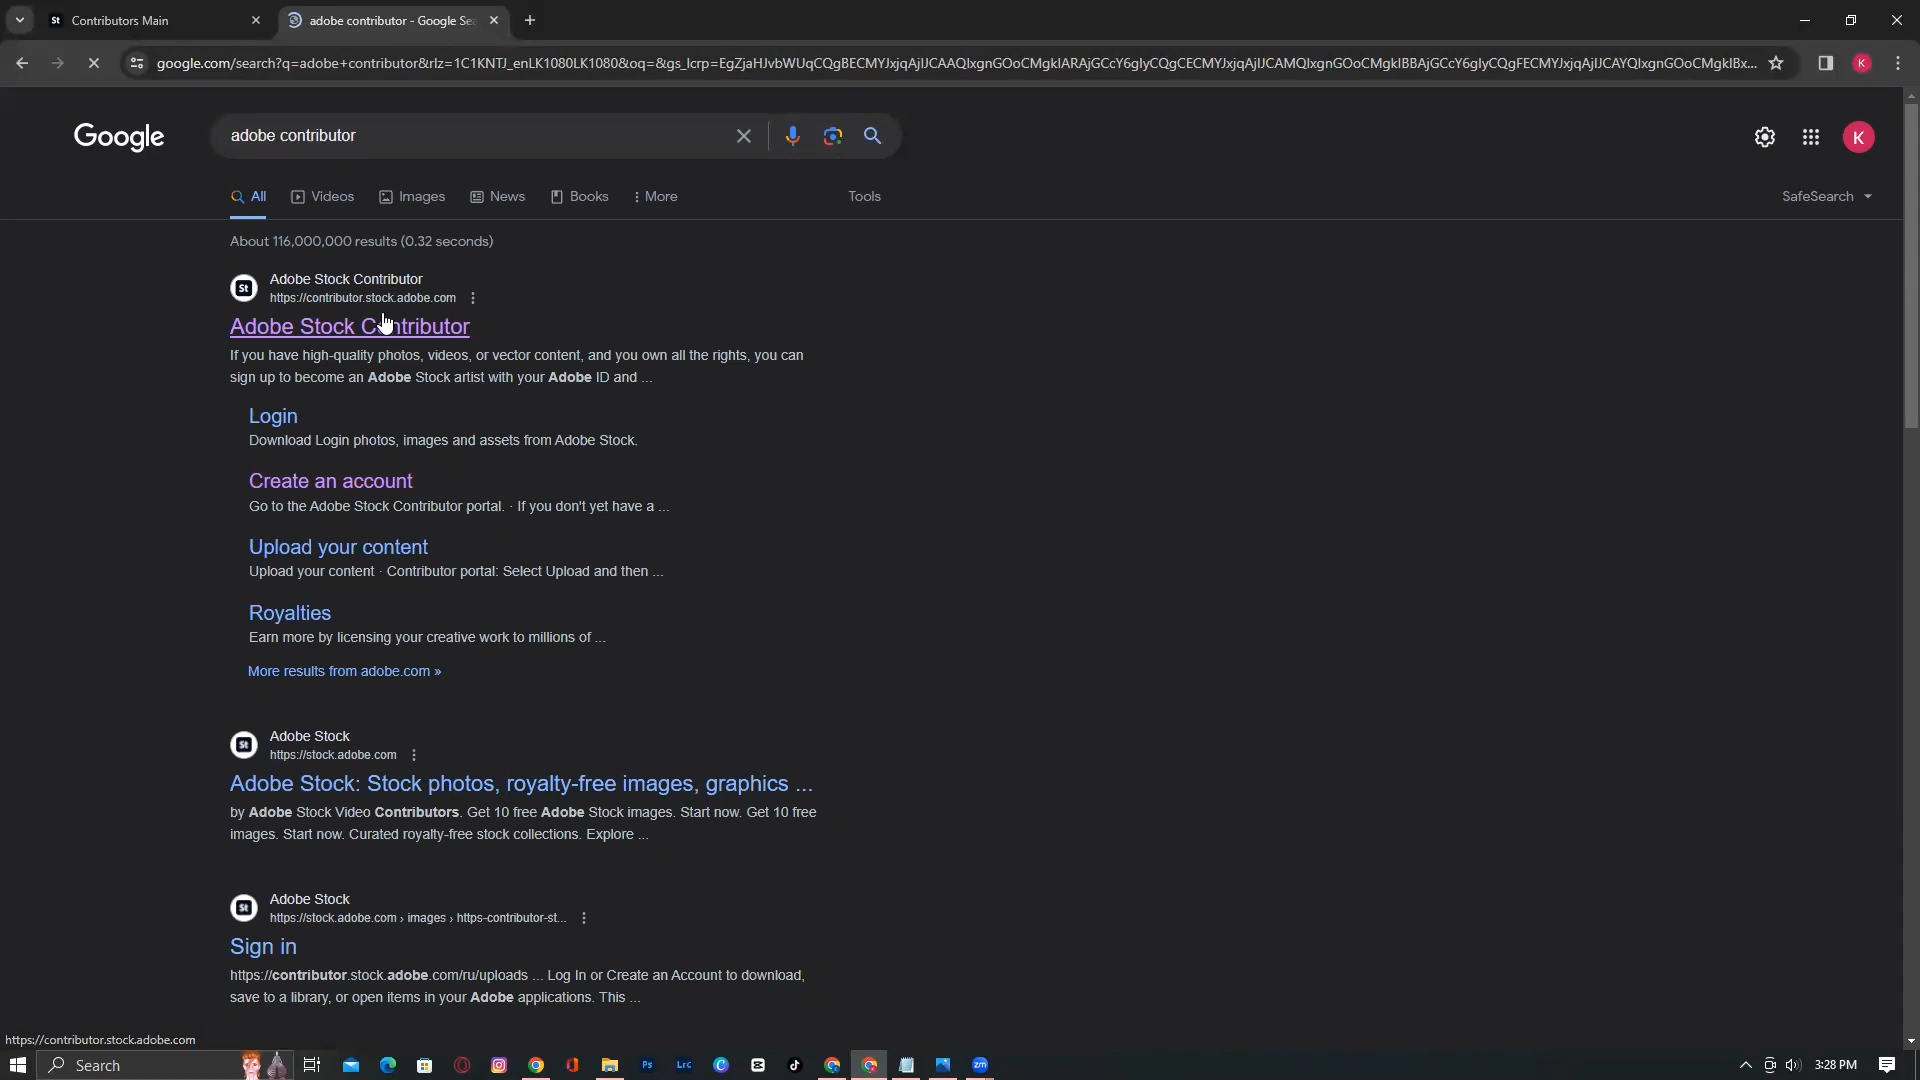 St Contributors Main
adobe contributor - Google Se
google.com/search?q=adobe+contributor&rlz=1C1KNTJ_enLK1080LK1080&oq=&gs_lcrp=
K
Google
adobe contributor
K
All
Videos
Images
News
Books
More
Tools
SafeSearch
About 116,000,000 results (0.32 seconds)
St
Adobe Stock Contributor
https://contributor.stock.adobe.com
Adobe Stock
If you have high-quality photos, videos, or vector content, and you own all the rights, you can
sign up to become an Adobe Stock artist with your Adobe ID and ...
Login
Download Login photos, images and assets from Adobe Stock.
Create an account
Go to the Adobe Stock Contributor portal. · If you don't yet have a ...
Upload your content
Upload your content · Contributor portal: Select Upload and then ...
Royalties
Earn more by licensing your creative work to millions of ...
More results from adobe.com »
St
Adobe Stock
https://stock.adobe.com
Adobe Stock: Stock photos, royalty-free images, graphics ...
by Adobe Stock Video Contributors. Get 10 free Adobe Stock images. Start now. Get 10 free
images. Start now. Curated royalty-free stock collections. Explore ...
St
Adobe Stock
https://stock.adobe.com › images › https-contributor-st...
Sign in
https://contributor.stock.adobe.com/ru/uploads ... Log In or Create an Account to download,
save to a library, or open items in your Adobe applications. This ...
https://contributor.stock.adobe.com
Search
Ps
Lrc
zm
3:28 PM